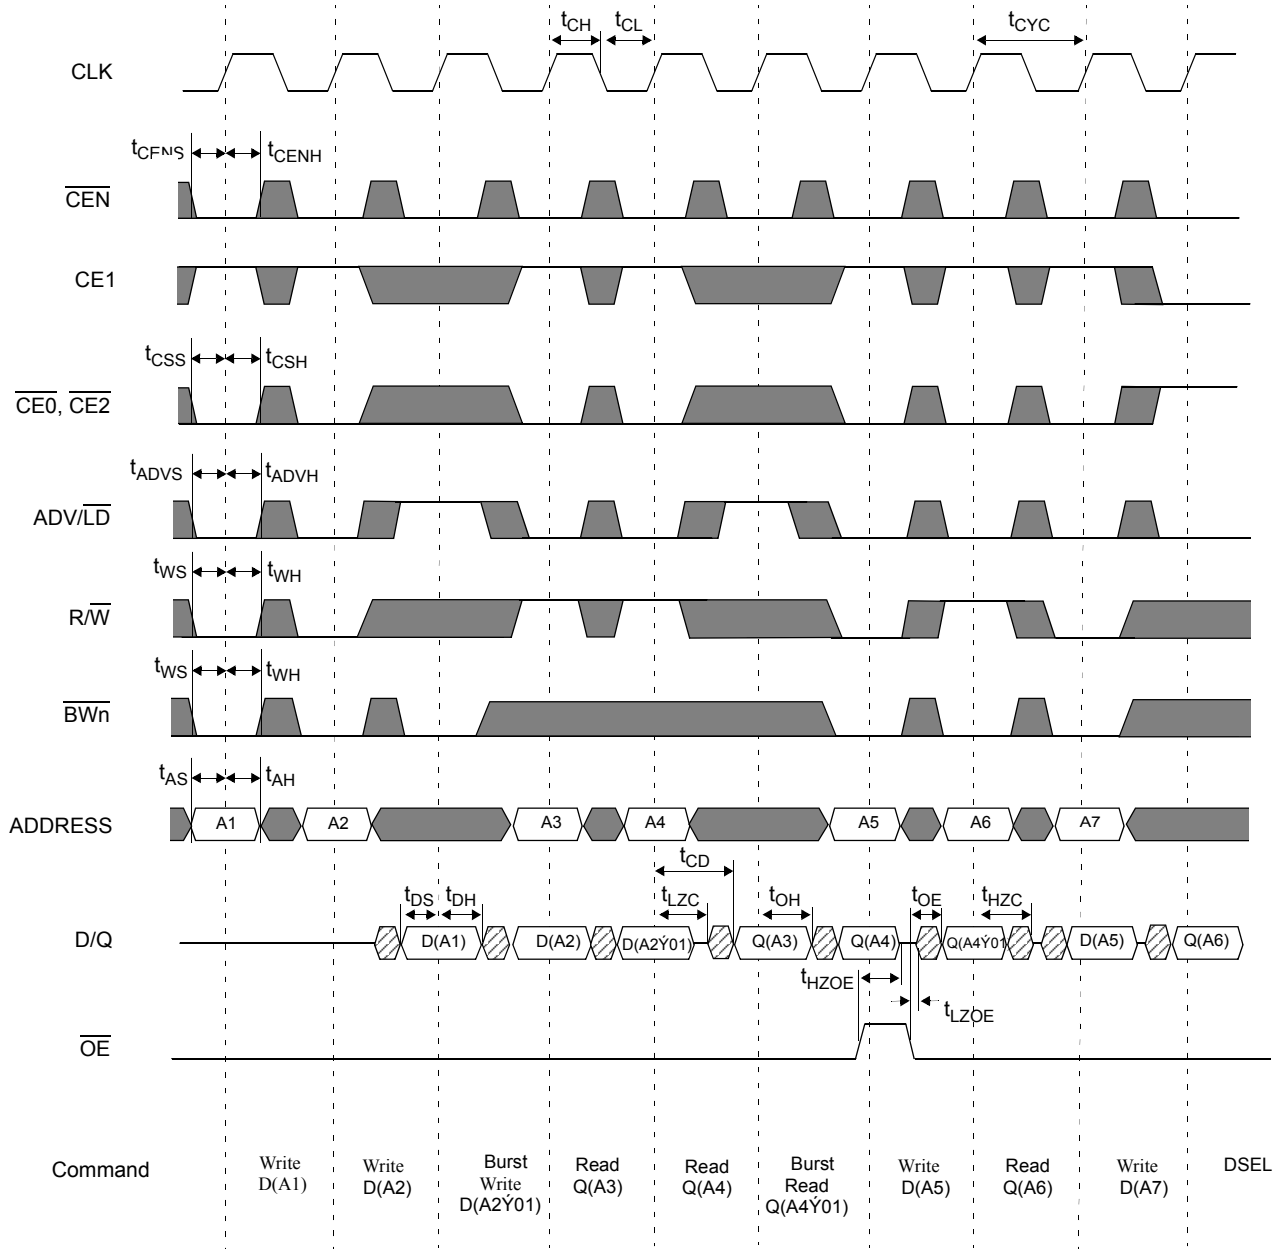 tCH tCL tCYC
CLK
tCENS tCENH
CEN
CE1
tCSS tCSH
CE0, CE2
tADVS tADVH
ADV/LD
tWS tWH
R/W
tWS tWH
BWn
tAS tAH
ADDRESS A1 A2 A3 A4 A5 A6 A7
tCD
tDS tDH tLZC tOH tOE tHZC
D/Q D(A1) D(A2) D(A2Ý01) Q(A3) Q(A4) Q(A4Ý01 D(A5) Q(A6)
tHZOE
tLZOE
OE
Command
Write
D(A1)
Write
D(A2)
Burst
Write
D(A2Ý01)
Read
Q(A3)
Read
Q(A4)
Burst
Read
Q(A4Ý01)
Write
D(A5)
Read
Q(A6)
Write
D(A7)
DSEL